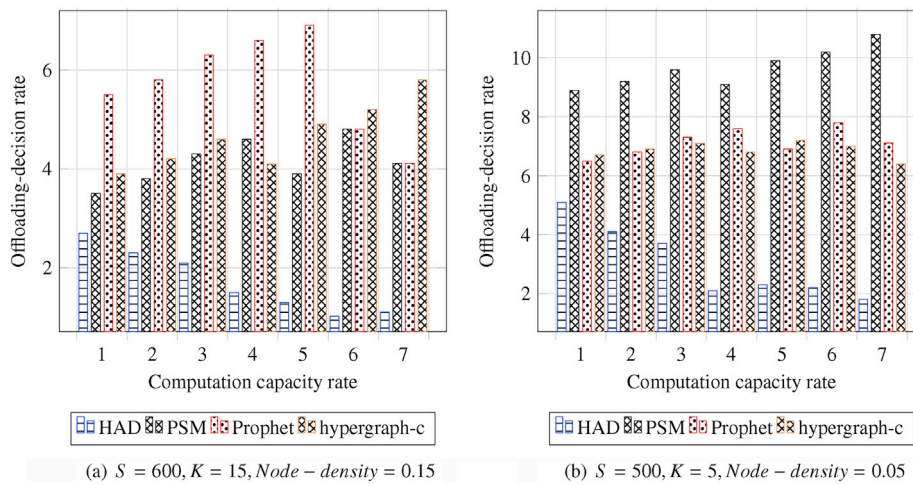 Offloading-decision rate
6
4
2
1 2 3 4 5 6 7
Computation capacity rate
HAD PSM Prophet hypergraph-c
(a) S = 600, K = 15, Node − density = 0.15
Offloading-decision rate
10
8
6
4
2
1 2 3 4 5 6 7
Computation capacity rate
HAD PSM Prophet hypergraph-c
(b) S = 500, K = 5, Node − density = 0.05